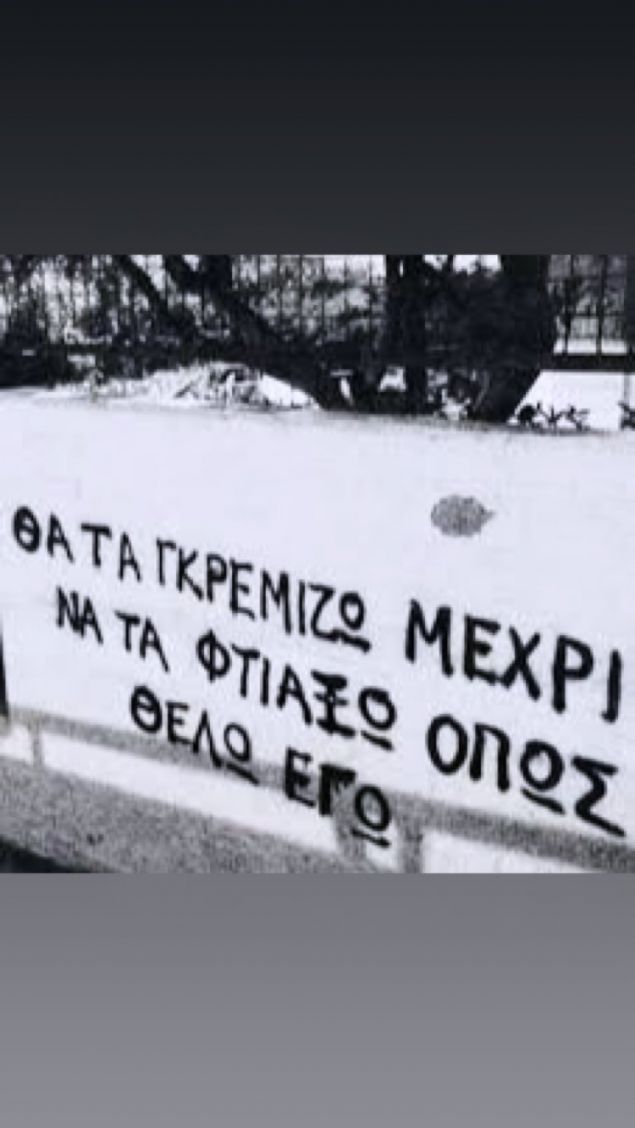 ΘΑ ΤΑ ΓΚΡΕΜΙΖΩ ΜΕΧΡΙ
ΝΑ ΤΑ ΦΤΙΑΞΩ ΟΠΩΣ
ΘΕΛΩ ΕΓΩ